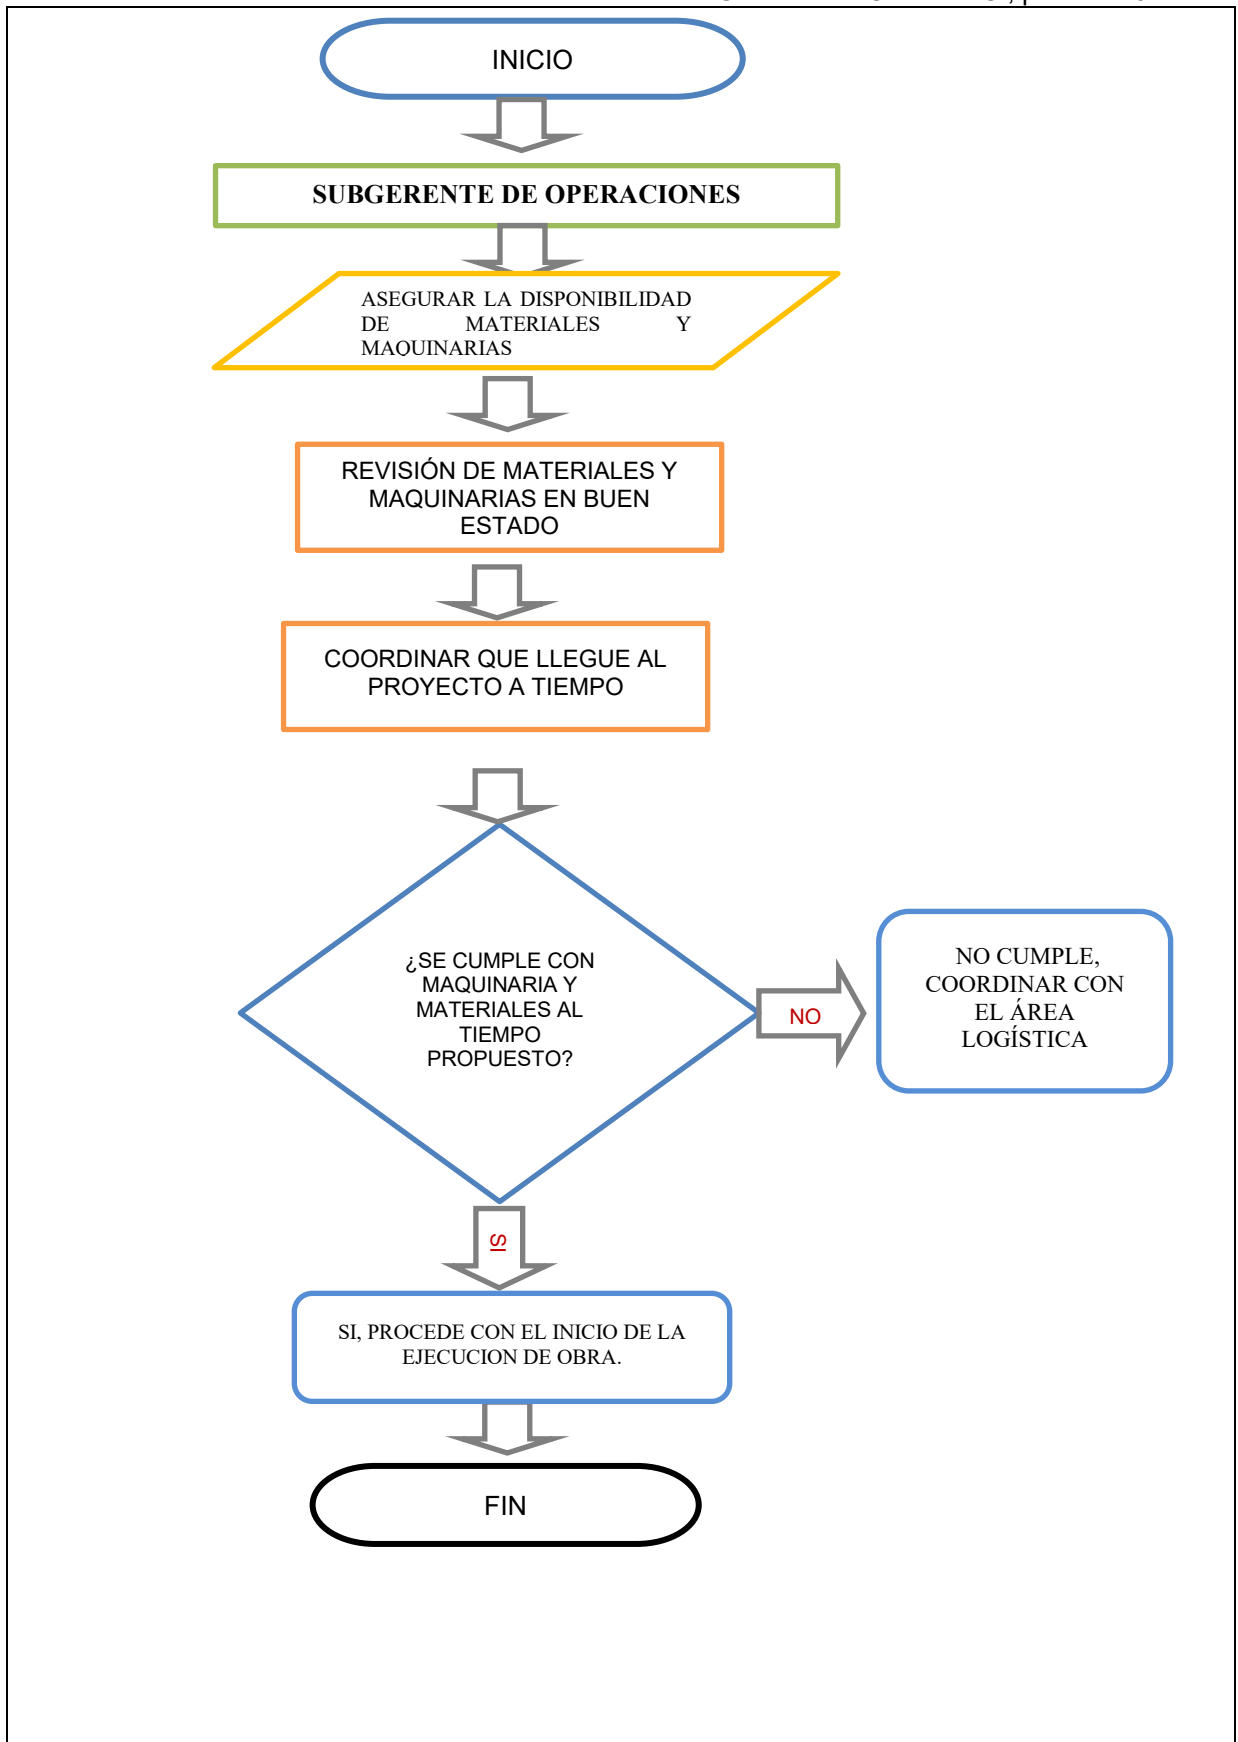 INICIO
SUBGERENTE DE OPERACIONES
ASEGURAR LA DISPONIBILIDAD
DE MATERIALES Y
MAQUINARIAS
REVISIÓN DE MATERIALES Y
MAQUINARIAS EN BUEN
ESTADO
COORDINAR QUE LLEGUE AL
PROYECTO A TIEMPO
¿SE CUMPLE CON
MAQUINARIA Y
MATERIALES AL
TIEMPO
PROPUESTO?
NO
NO CUMPLE,
COORDINAR CON
EL ÁREA
LOGÍSTICA
SI
SI, PROCEDE CON EL INICIO DE LA
EJECUCION DE OBRA.
FIN